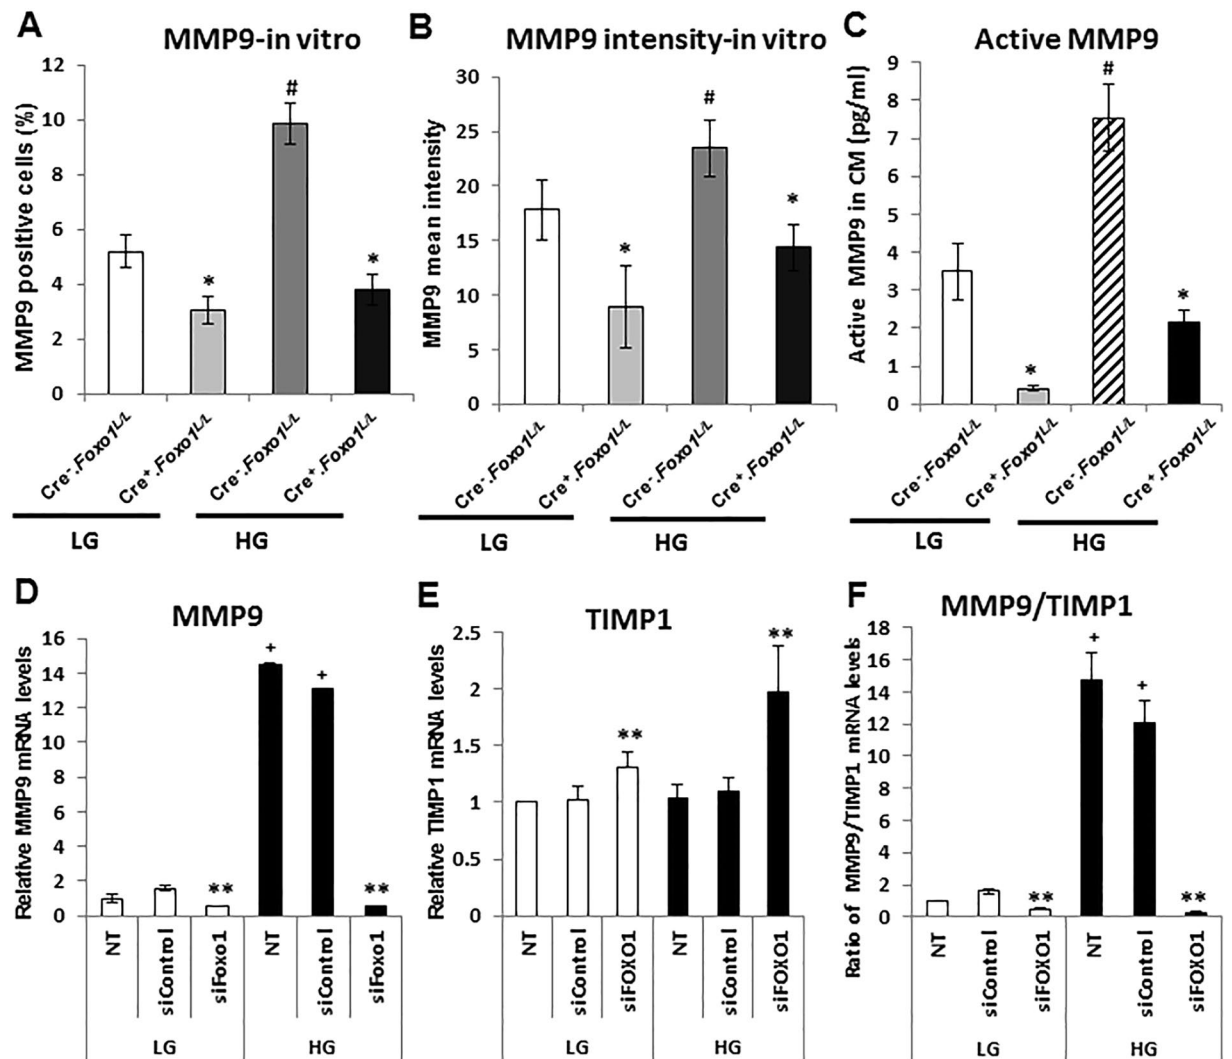 A
MMP9-in vitro
MMP9 positive cells (%)
12
10
8
6
4
2
0
*
#
*
Cre⁻.Foxo1ᴸ/ᴸ
Cre⁺.Foxo1ᴸ/ᴸ
Cre⁻.Foxo1ᴸ/ᴸ
Cre⁺.Foxo1ᴸ/ᴸ
LG
HG
B
MMP9 intensity-in vitro
MMP9 mean intensity
30
25
20
15
10
5
0
*
#
*
Cre⁻.Foxo1ᴸ/ᴸ
Cre⁺.Foxo1ᴸ/ᴸ
Cre⁻.Foxo1ᴸ/ᴸ
Cre⁺.Foxo1ᴸ/ᴸ
LG
HG
C
Active MMP9
Active MMP9 in CM (pg/ml)
9
8
7
6
5
4
3
2
1
0
*
#
*
Cre⁻.Foxo1ᴸ/ᴸ
Cre⁺.Foxo1ᴸ/ᴸ
Cre⁻.Foxo1ᴸ/ᴸ
Cre⁺.Foxo1ᴸ/ᴸ
LG
HG
D
MMP9
Relative MMP9 mRNA levels
16
14
12
10
8
6
4
2
0
**
+
+
**
NT
siControl
siFoxo1
NT
siControl
siFoxo1
LG
HG
E
TIMP1
Relative TIMP1 mRNA levels
2.5
2
1.5
1
0.5
0
**
**
NT
siControl
siFOXO1
NT
siControl
siFOXO1
LG
HG
F
MMP9/TIMP1
Ratio of MMP9/TIMP1 mRNA levels
18
16
14
12
10
8
6
4
2
0
**
+
+
**
NT
siControl
siFOXO1
NT
siControl
siFOXO1
LG
HG